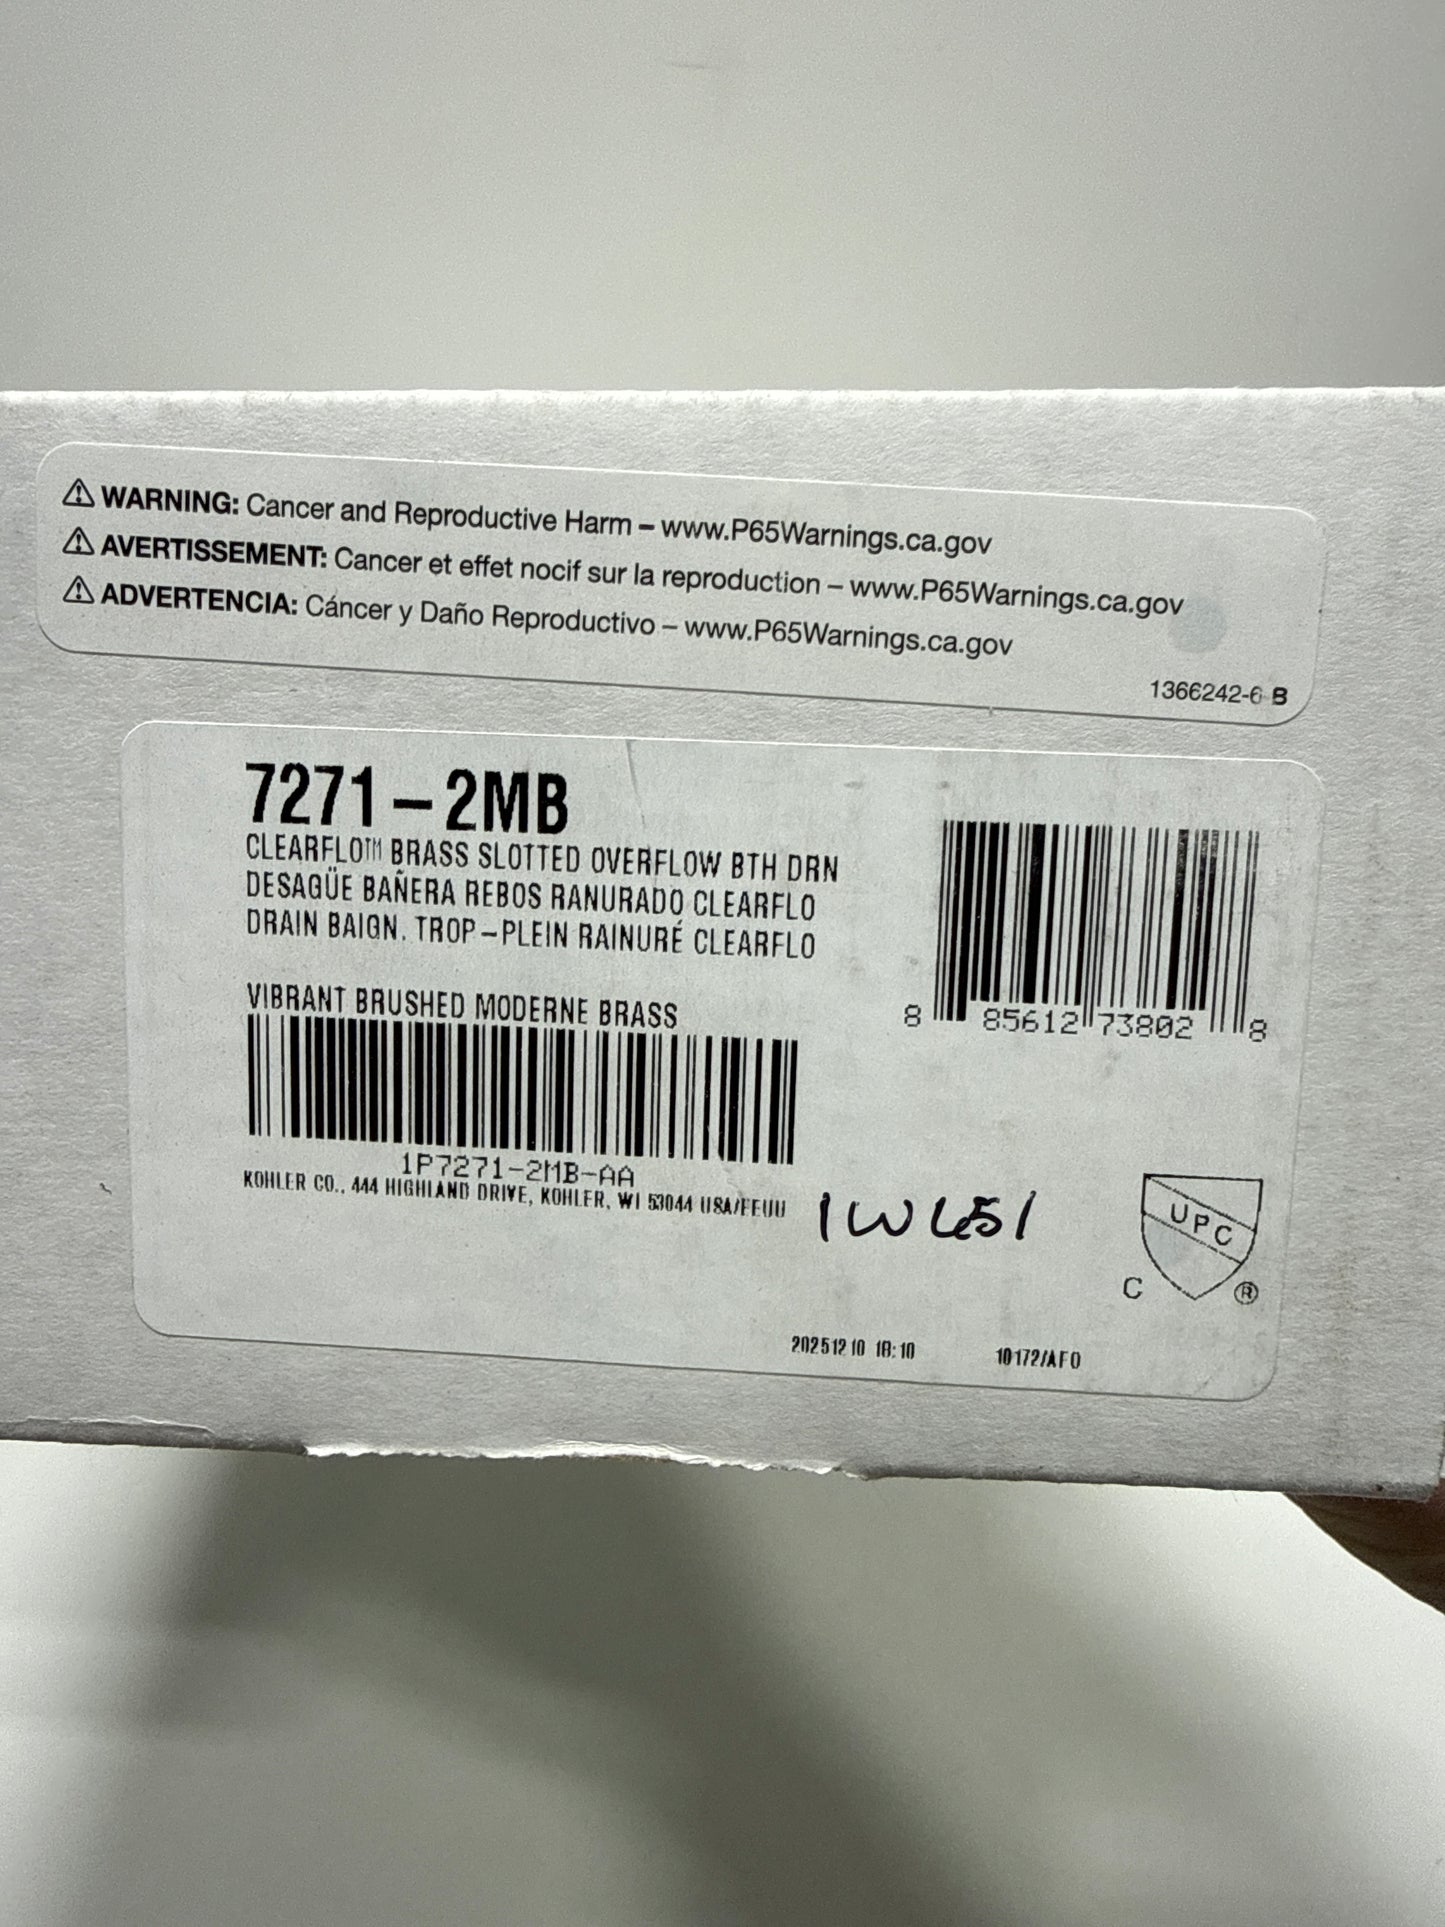 ⚠ WARNING: Cancer and Reproductive Harm – www.P65Warnings.ca.gov
⚠ AVERTISSEMENT: Cancer et effet nocif sur la reproduction – www.P65Warnings.ca.gov
⚠ ADVERTENCIA: Cáncer y Daño Reproductivo – www.P65Warnings.ca.gov
1366242-6 B
7271-2MB
CLEARFLO™ BRASS SLOTTED OVERFLOW BTH DRN
DESAGÜE BAÑERA REBOS RANURADO CLEARFLO
DRAIN BAIGN. TROP-PLEIN RAINURÉ CLEARFLO
VIBRANT BRUSHED MODERNE BRASS
8 85612 73802 8
1P7271-2MB-AA
KOHLER CO., 444 HIGHLAND DRIVE, KOHLER, WI 53044 USA/EEUU
UPC
C ®
20251210 18:10
10172/AF0